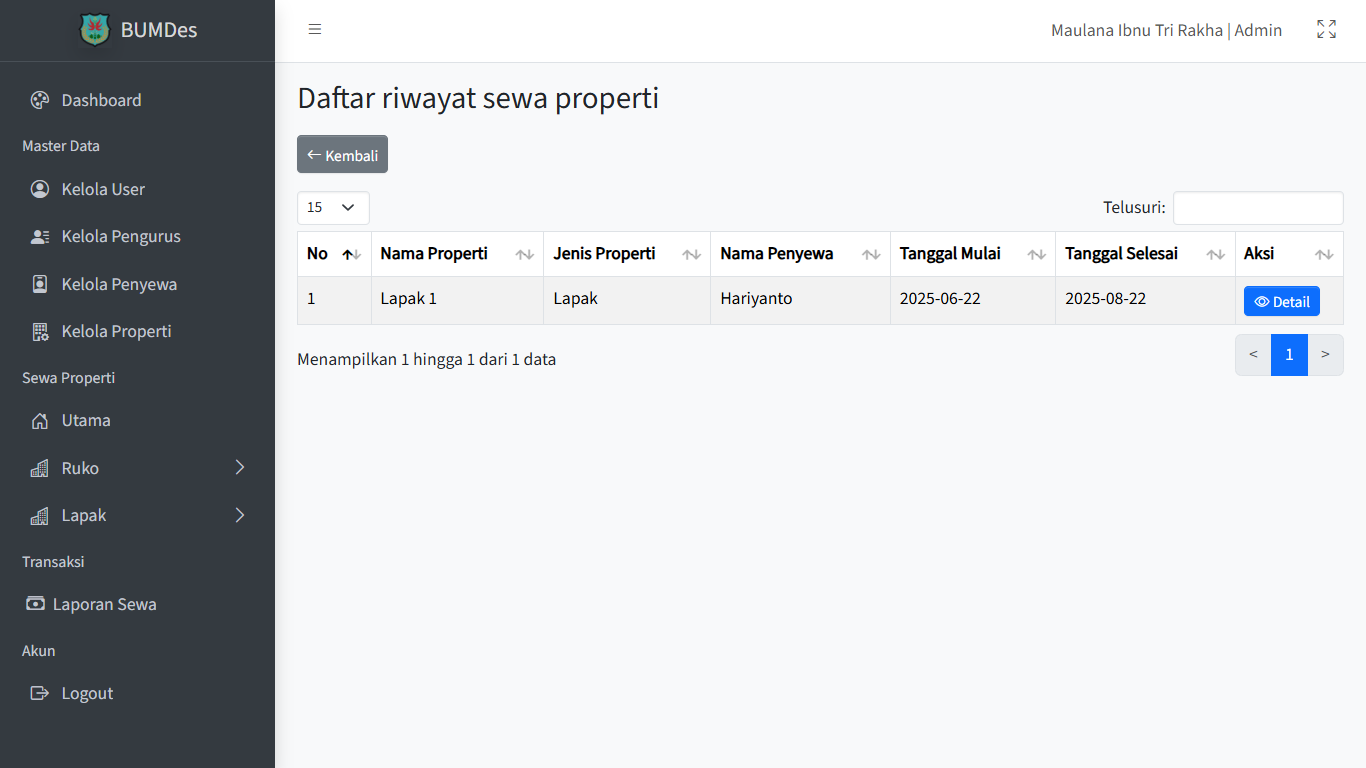 BUMDes
Maulana Ibnu Tri Rakha | Admin
Dashboard
Master Data
Kelola User
Kelola Pengurus
Kelola Penyewa
Kelola Properti
Sewa Properti
Utama
Ruko
Lapak
Transaksi
Laporan Sewa
Akun
Logout
Daftar riwayat sewa properti
← Kembali
15
Telusuri:
No Nama Properti Jenis Properti Nama Penyewa Tanggal Mulai Tanggal Selesai Aksi
1 Lapak 1 Lapak Hariyanto 2025-06-22 2025-08-22 Detail
Menampilkan 1 hingga 1 dari 1 data
< 1 >